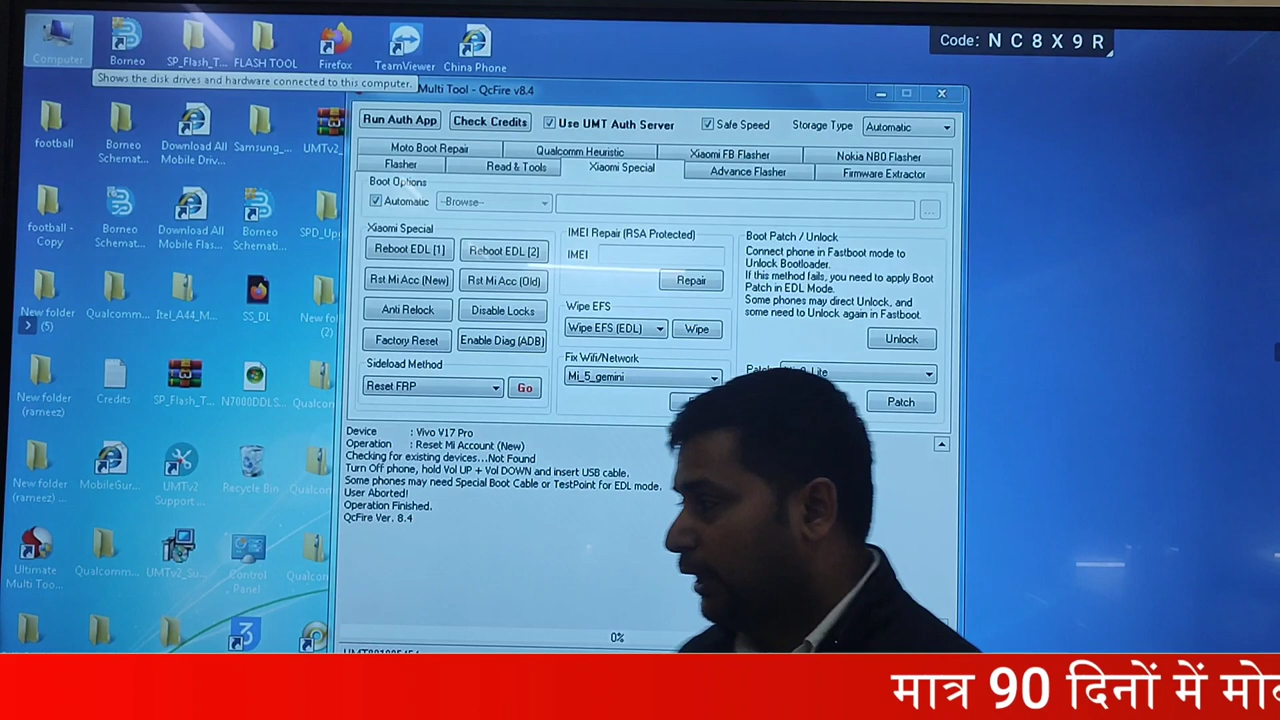 Computer
Borneo
SP_Flash_T...
FLASH TOOL
Firefox
TeamViewer
China Phone
Code: N C 8 X 9 R
Shows the disk drives and hardware connected to this computer.
Multi Tool - QcFire v8.4
football
Borneo Schemat...
Download All Mobile Driv...
Samsung_...
UMTv2_
Run Auth App
Check Credits
Use UMT Auth Server
Safe Speed
Storage Type
Automatic
Moto Boot Repair
Qualcomm Heuristic
Xiaomi FB Flasher
Nokia NB0 Flasher
Flasher
Read & Tools
Xiaomi Special
Advance Flasher
Firmware Extractor
Boot Options
Automatic
--Browse--
...
football - Copy
Borneo Schemat...
Download All Mobile Flas...
Borneo Schemati...
SPD_Upg
Xiaomi Special
Reboot EDL [1]
Reboot EDL [2]
Rst Mi Acc (New)
Rst Mi Acc (Old)
Anti Relock
Disable Locks
Factory Reset
Enable Diag (ADB)
Sideload Method
Reset FRP
Go
IMEI Repair (RSA Protected)
IMEI
Repair
Wipe EFS
Wipe EFS (EDL)
Wipe
Fix Wifi/Network
Mi_5_gemini
Boot Patch / Unlock
Connect phone in Fastboot mode to
Unlock Bootloader.
If this method fails, you need to apply Boot
Patch in EDL Mode.
Some phones may direct Unlock, and
some need to Unlock again in Fastboot.
Unlock
Lite
Patch
New folder (5)
Qualcomm...
Itel_A44_M...
SS_DL
New fo (2)
New folder (rameez)
Credits
SP_Flash_T...
N7000DDLS...
Qualcon
Device : Vivo V17 Pro
Operation : Reset Mi Account (New)
Checking for existing devices...Not Found
Turn Off phone, hold Vol UP + Vol DOWN and insert USB cable.
Some phones may need Special Boot Cable or TestPoint for EDL mode.
User Aborted!
Operation Finished.
QcFire Ver. 8.4
New folder (rameez) ...
MobileGur...
UMTv2 Support ...
Recycle Bin
Qualcon
Ultimate Multi Too...
Qualcomm...
UMTv2_Su...
Control Panel
Qualcon
0%
मात्र 90 दिनों में